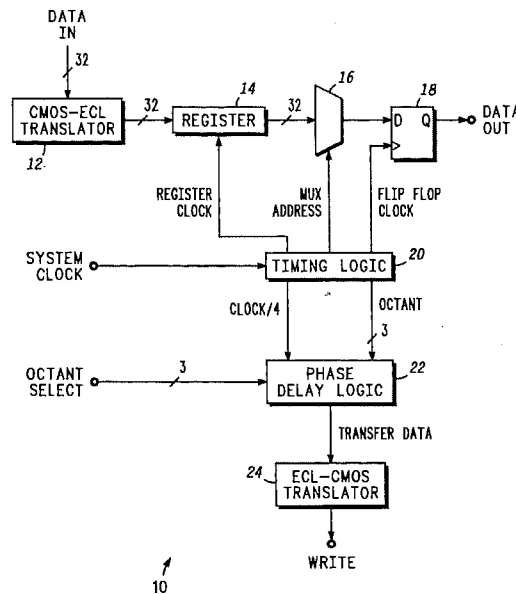 DATA
IN
32
CMOS-ECL
TRANSLATOR
12
32
14
REGISTER
32
16
18
D Q
DATA
OUT
REGISTER
CLOCK
MUX
ADDRESS
FLIP FLOP
CLOCK
SYSTEM
CLOCK
TIMING LOGIC
20
CLOCK/4
OCTANT
3
OCTANT
SELECT
3
PHASE
DELAY LOGIC
22
TRANSFER DATA
24
ECL-CMOS
TRANSLATOR
WRITE
10